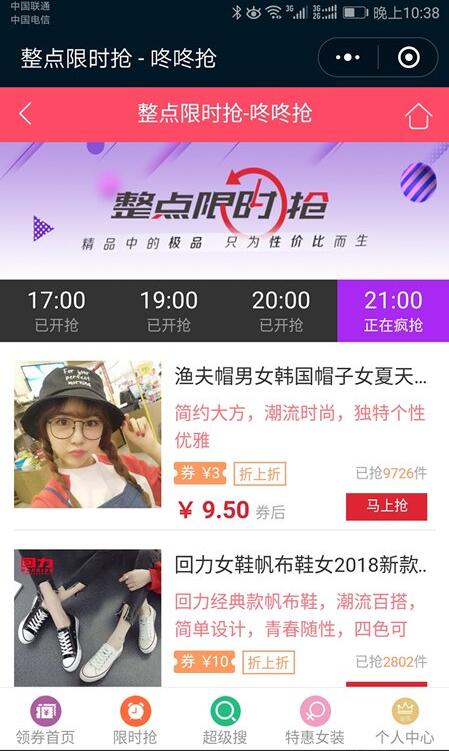 中国联通
中国电信
3G 2G 晚上10:38
整点限时抢 - 咚咚抢
整点限时抢-咚咚抢
整点限时抢
精品中的极品 只为性价比而生
17:00 19:00 20:00 21:00
已开抢 已开抢 已开抢 正在疯抢
渔夫帽男女韩国帽子女夏天...
For your
perfect
moment
简约大方，潮流时尚，独特个性
优雅
券 ¥3 折上折 已抢9726件
¥ 9.50 券后 马上抢
回力
回力女鞋帆布鞋女2018新款...
回力经典款帆布鞋，潮流百搭，
简单设计，青春随性，四色可
券 ¥10 折上折 已抢2802件
领券首页 限时抢 超级搜 特惠女装 个人中心